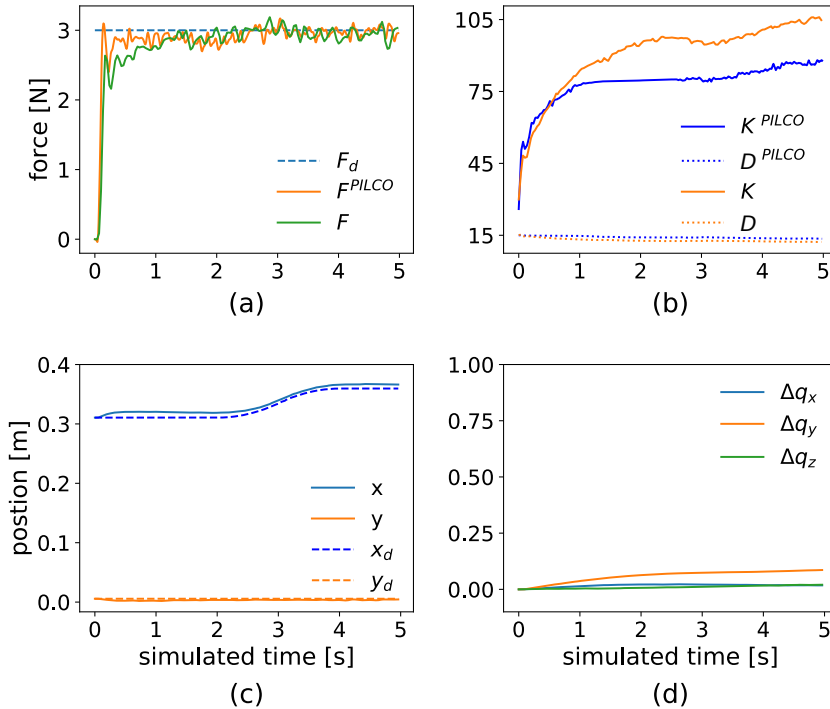 force [N]
3
2
1
0
F_d
F^PILCO
F
0 1 2 3 4 5
(a)
105
75
45
15
K^PILCO
D^PILCO
K
D
0 1 2 3 4 5
(b)
postion [m]
0.4
0.3
0.2
0.1
0.0
x
y
x_d
y_d
0 1 2 3 4 5
simulated time [s]
(c)
1.00
0.75
0.50
0.25
0.00
Δq_x
Δq_y
Δq_z
0 1 2 3 4 5
simulated time [s]
(d)